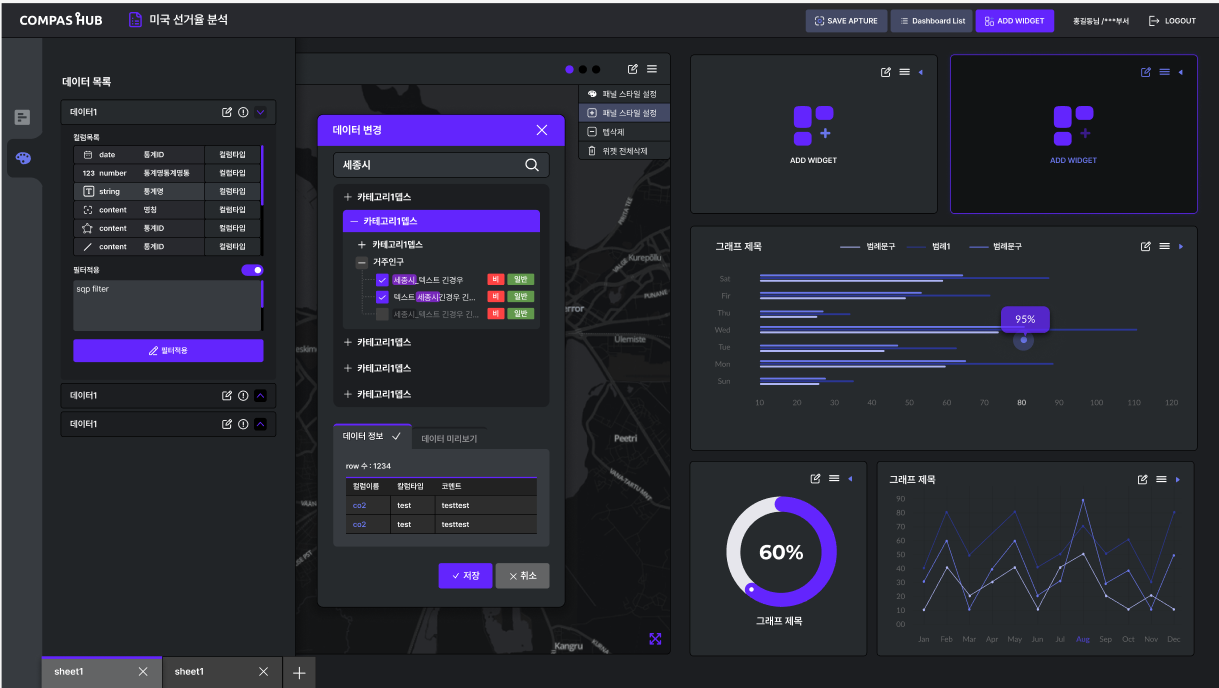 COMPAS HUB
미국 선거율 분석
SAVE APTURE
Dashboard List
ADD WIDGET
홍길동님 /***부서
LOGOUT
데이터 목록
데이터1
컬럼목록
date 통계ID 컬럼타입
123 number 통계명통계명통 컬럼타입
T string 통계명 컬럼타입
content 명칭 컬럼타입
content 통계ID 컬럼타입
content 통계ID 컬럼타입
필터적용
sqp filter
필터적용
데이터1
데이터1
패널 스타일 설정
패널 스타일 설정
탭삭제
위젯 전체삭제
데이터 변경
세종시
카테고리1뎁스
카테고리1뎁스
카테고리1뎁스
거주인구
세종시_텍스트 긴경우 비 일반
텍스트 세종시긴경우 긴... 비 일반
세종시_텍스트 긴경우 긴... 비 일반
카테고리1뎁스
카테고리1뎁스
카테고리1뎁스
데이터 정보
데이터 미리보기
row 수 : 1234
컬럼이름 칼럼타입 코멘트
co2 test testtest
co2 test testtest
저장
취소
PIRITA TEE
Kurepõllu
VALGE
PUNANE
Ülemiste
Peetri
VANA-TARTU MNT
Kangru
ADD WIDGET
ADD WIDGET
그래프 제목
범례문구
범례1
범례문구
Sat
Fir
Thu
Wed
Tue
Mon
Sun
95%
10 20 30 40 50 60 70 80 90 100 110 120
60%
그래프 제목
그래프 제목
90
80
70
60
50
40
30
20
10
00
Jan Feb Mar Apr May Jun Jul Aug Sep Oct Nov Dec
sheet1
sheet1